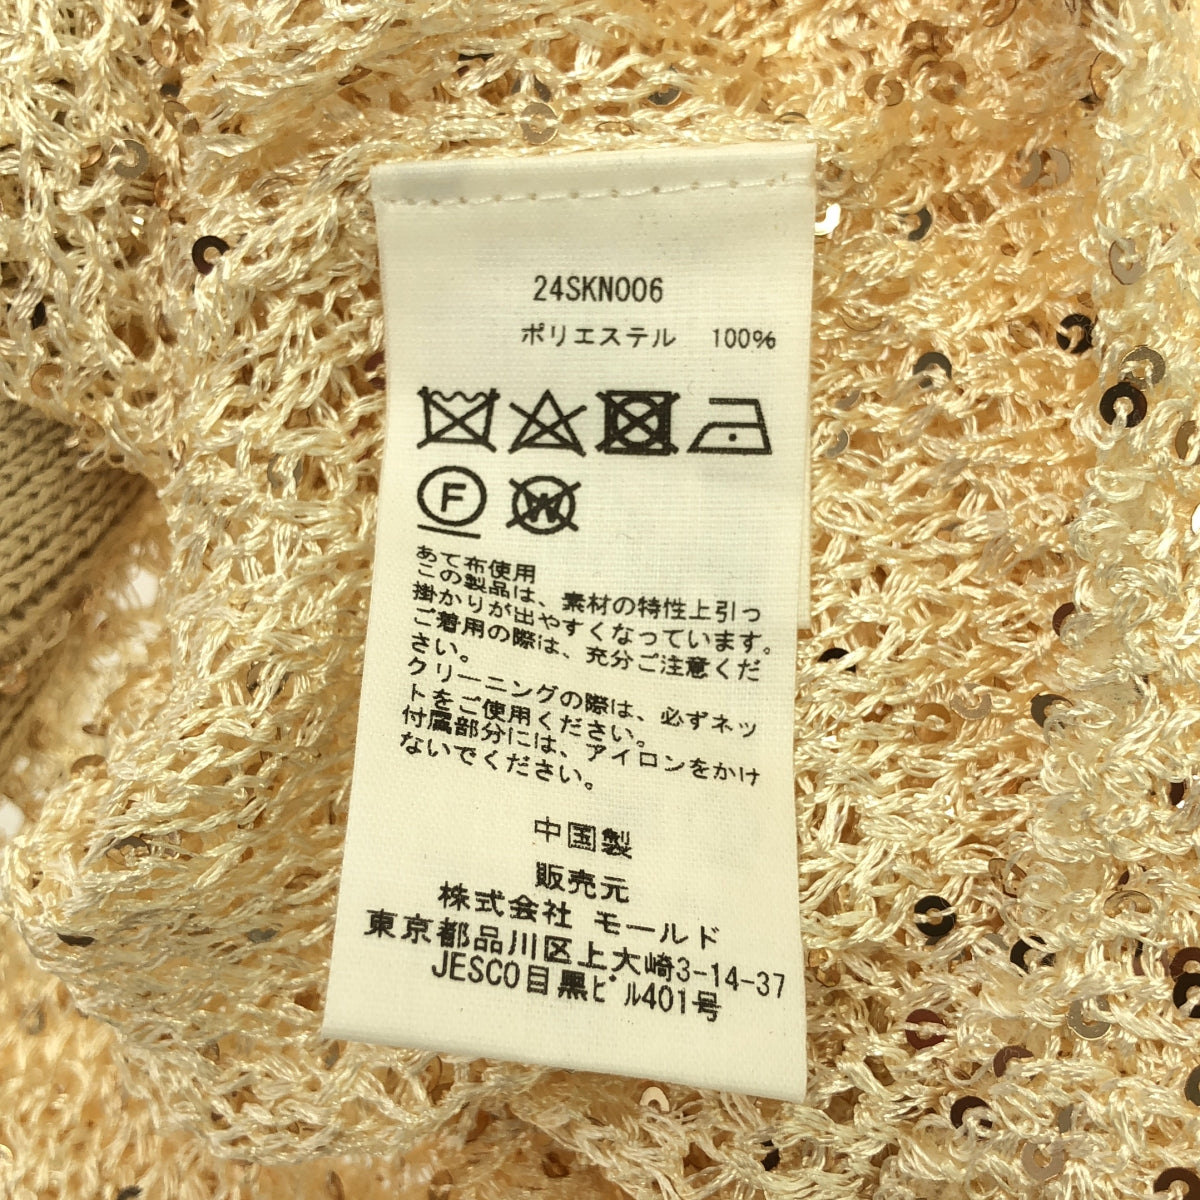 24SKN006
ポリエステル 100%
F
W
あて布使用
この製品は、素材の特性上引っ
掛かりが出やすくなっています。
ご着用の際は、充分ご注意くだ
さい。
クリーニングの際は、必ずネッ
トをご使用ください。
付属部分には、アイロンをかけ
ないでください。
中国製
販売元
株式会社 モールド
東京都品川区上大崎3-14-37
JESCO目黒ﾋﾞﾙ401号